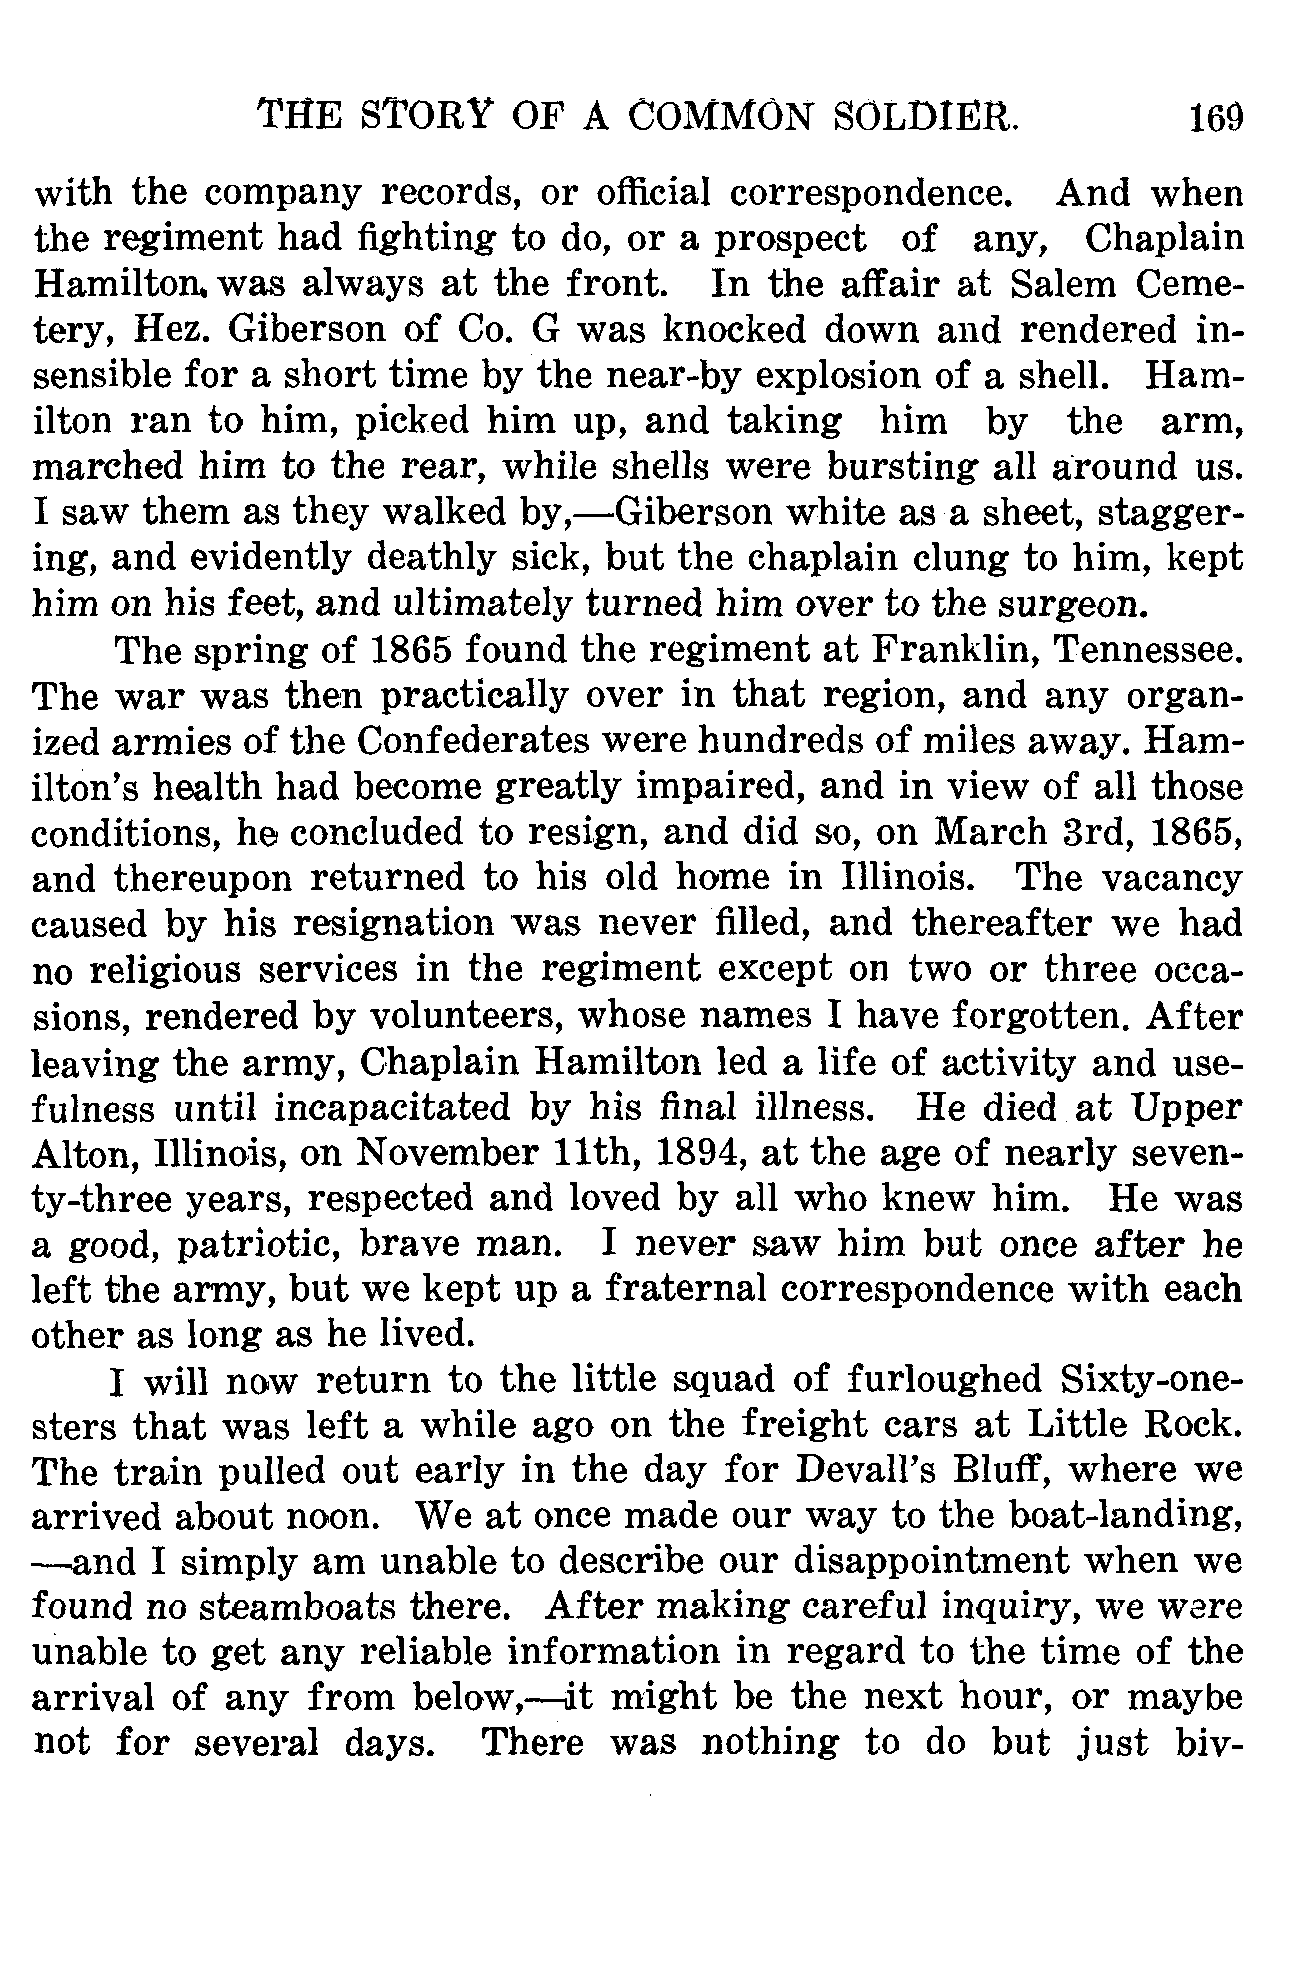 THE STORY OF A COMMON SOLDIER. 169
with the company records, or official correspondence. And when
the regiment had fighting to do, or a prospect of any, Chaplain
Hamilton was always at the front. In the affair at Salem Ceme-
tery, Hez. Giberson of Co. G was knocked down and rendered in-
sensible for a short time by the near-by explosion of a shell. Ham-
ilton ran to him, picked him up, and taking him by the arm,
marched him to the rear, while shells were bursting all around us.
I saw them as they walked by,—Giberson white as a sheet, stagger-
ing, and evidently deathly sick, but the chaplain clung to him, kept
him on his feet, and ultimately turned him over to the surgeon.
The spring of 1865 found the regiment at Franklin, Tennessee.
The war was then practically over in that region, and any organ-
ized armies of the Confederates were hundreds of miles away. Ham-
ilton's health had become greatly impaired, and in view of all those
conditions, he concluded to resign, and did so, on March 3rd, 1865,
and thereupon returned to his old home in Illinois. The vacancy
caused by his resignation was never filled, and thereafter we had
no religious services in the regiment except on two or three occa-
sions, rendered by volunteers, whose names I have forgotten. After
leaving the army, Chaplain Hamilton led a life of activity and use-
fulness until incapacitated by his final illness. He died at Upper
Alton, Illinois, on November 11th, 1894, at the age of nearly seven-
ty-three years, respected and loved by all who knew him. He was
a good, patriotic, brave man. I never saw him but once after he
left the army, but we kept up a fraternal correspondence with each
other as long as he lived.
I will now return to the little squad of furloughed Sixty-one-
sters that was left a while ago on the freight cars at Little Rock.
The train pulled out early in the day for Devall's Bluff, where we
arrived about noon. We at once made our way to the boat-landing,
—and I simply am unable to describe our disappointment when we
found no steamboats there. After making careful inquiry, we were
unable to get any reliable information in regard to the time of the
arrival of any from below,—it might be the next hour, or maybe
not for several days. There was nothing to do but just biv-